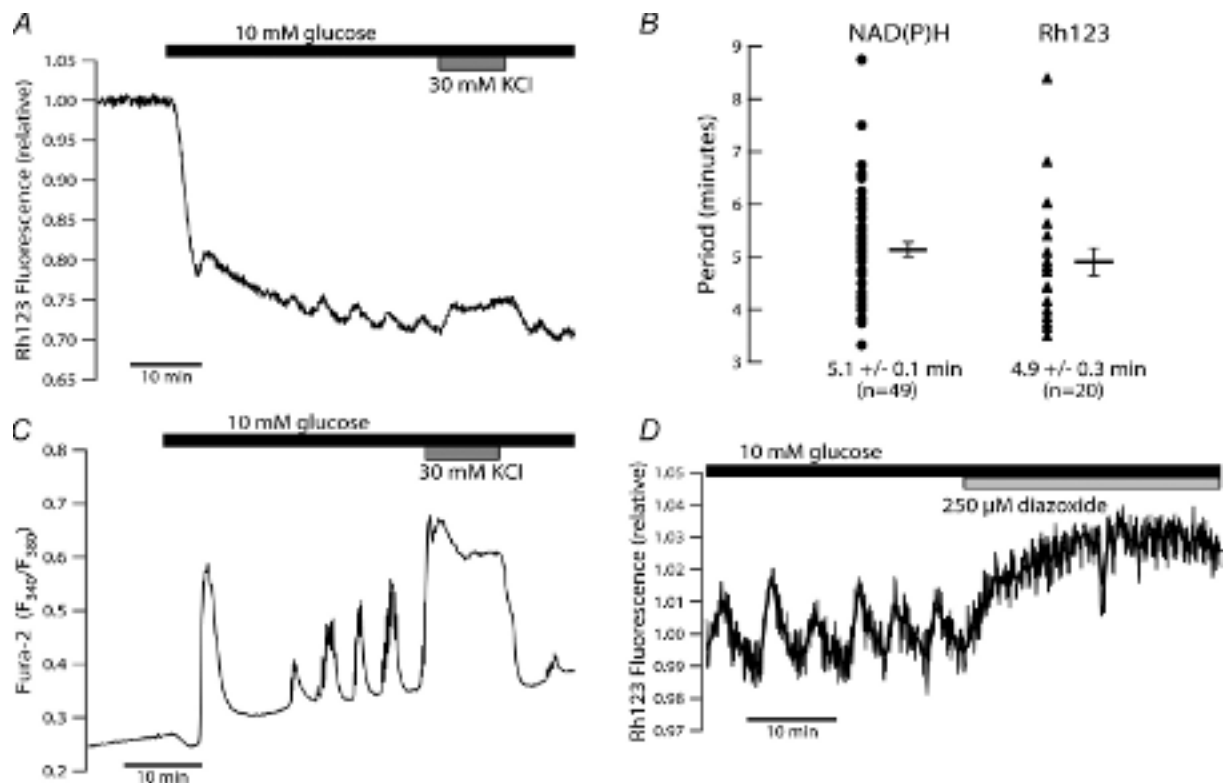 A
10 mM glucose
30 mM KCl
Rh123 Fluorescence (relative)
1.05
1.00
0.95
0.90
0.85
0.80
0.75
0.70
0.65
10 min
B
NAD(P)H Rh123
Period (minutes)
9
8
7
6
5
4
3
5.1 +/- 0.1 min 4.9 +/- 0.3 min
(n=49) (n=20)
C
10 mM glucose
30 mM KCl
Fura-2 (F340/F380)
0.8
0.7
0.6
0.5
0.4
0.3
0.2
10 min
D
10 mM glucose
250 µM diazoxide
Rh123 Fluorescence (relative)
1.05
1.04
1.03
1.02
1.01
1.00
0.99
0.98
0.97
10 min